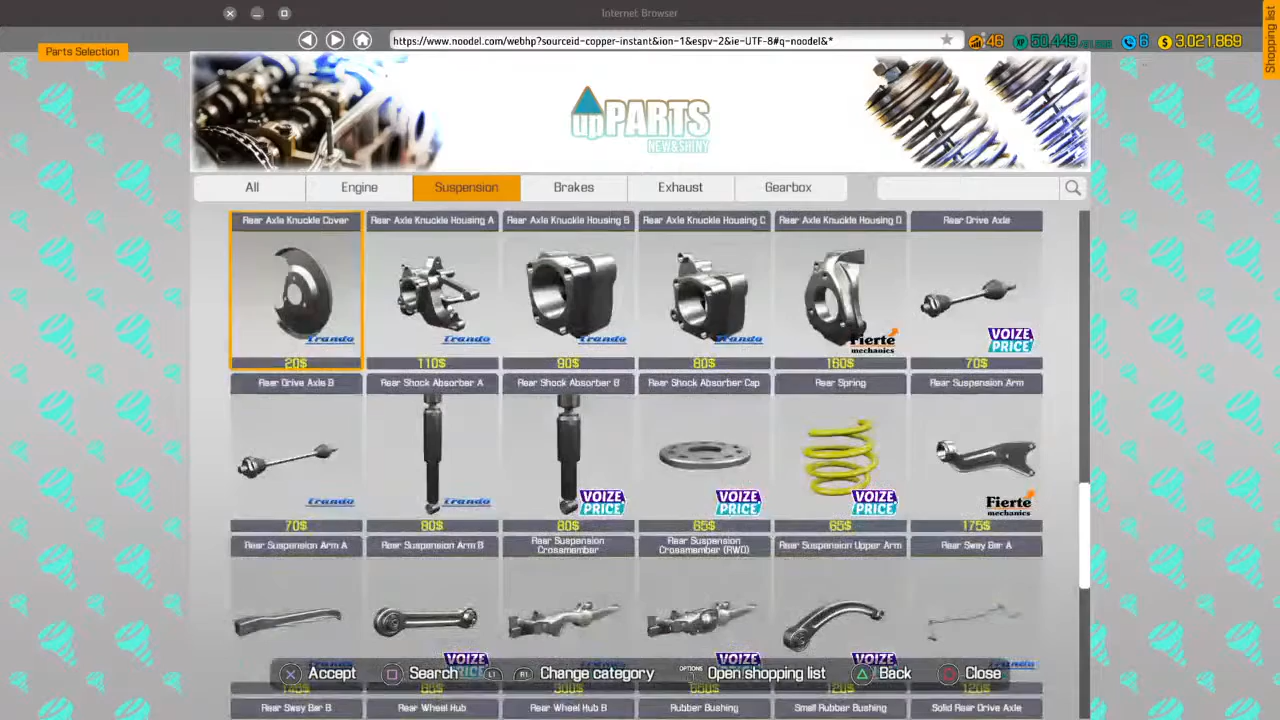 Internet Browser
https://www.noodel.com/webhp?sourceid-copper-instant&ion-1&espv-2&ie-UTF-8#q-noodel&*
46
50,449
6
3,021,869
Shopping list
Parts Selection
upPARTS
NEW&SHINY
All
Engine
Suspension
Brakes
Exhaust
Gearbox
Rear Axle Knuckle Cover
Rear Axle Knuckle Housing A
Rear Axle Knuckle Housing B
Rear Axle Knuckle Housing C
Rear Axle Knuckle Housing D
Rear Drive Axle
Trando
Trando
Trando
Trando
Fierte
mechanics
VOIZE
PRICE
20$
110$
90$
80$
160$
70$
Rear Drive Axle B
Rear Shock Absorber A
Rear Shock Absorber B
Rear Shock Absorber Cap
Rear Spring
Rear Suspension Arm
Trando
Trando
VOIZE
PRICE
VOIZE
PRICE
VOIZE
PRICE
Fierte
mechanics
70$
80$
80$
65$
65$
175$
Rear Suspension Arm A
Rear Suspension Arm B
Rear Suspension
Crossmember
Rear Suspension
Crossmember (RWD)
Rear Suspension Upper Arm
Rear Sway Bar A
VOIZE
VOIZE
VOIZE
Accept
Search
L1
R1
Change category
OPTIONS
Open shopping list
Back
Close
120$
120$
Rear Sway Bar B
Rear Wheel Hub
Rear Wheel Hub B
Rubber Bushing
Small Rubber Bushing
Solid Rear Drive Axle